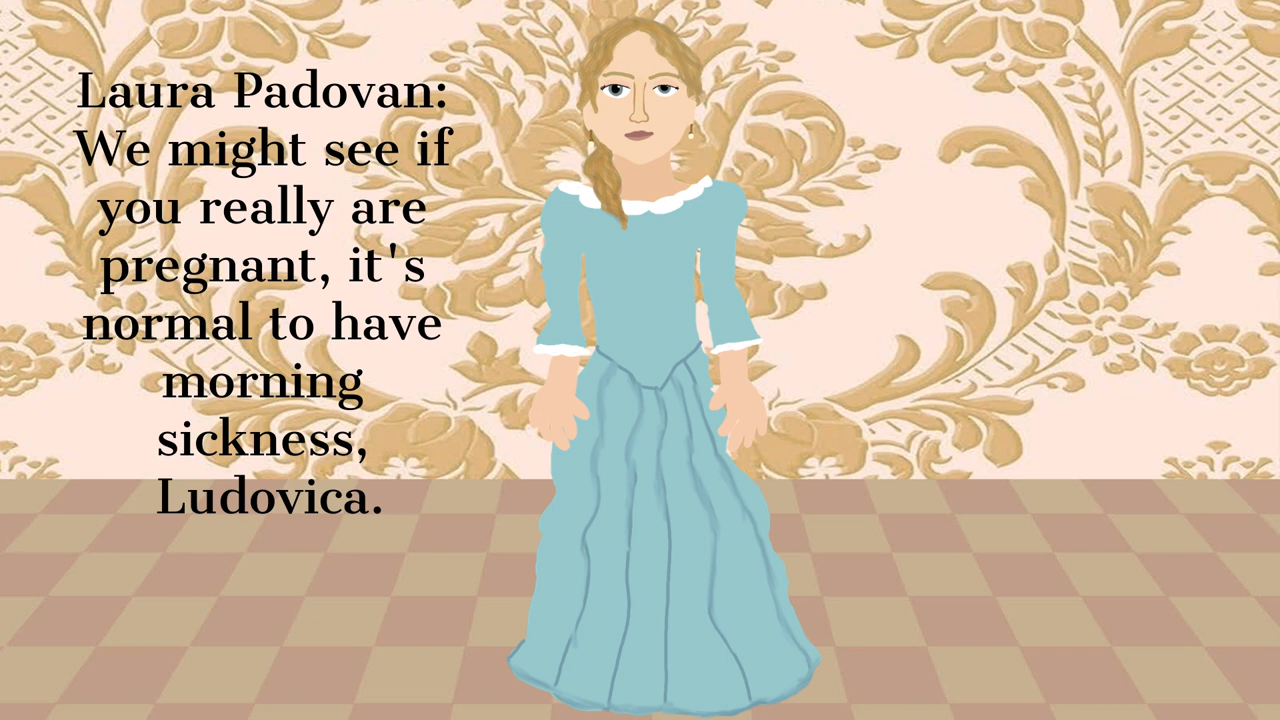 Laura Padovan:
We might see if
you really are
pregnant, it's
normal to have
morning
sickness,
Ludovica.